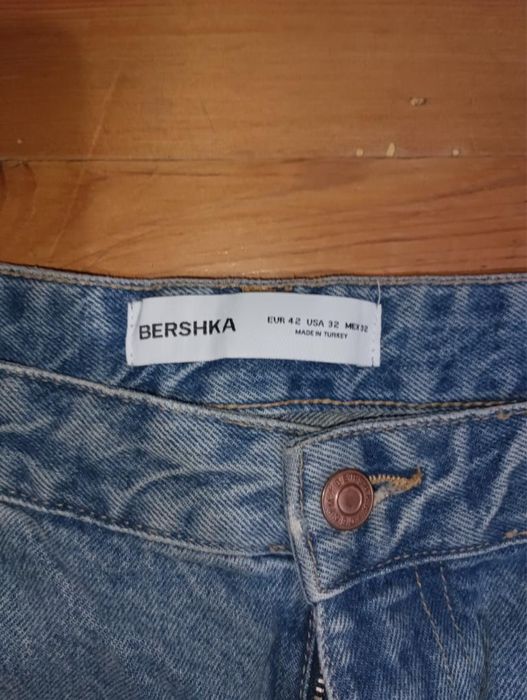 BERSHKA
EUR 42 USA 32 MEX 32
MADE IN TURKEY